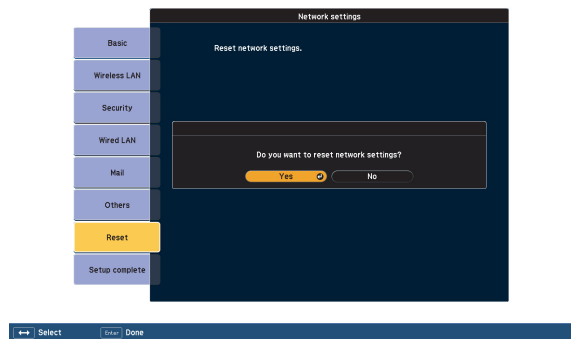 Network settings
Basic
Reset network settings.
Wireless LAN
Security
Wired LAN
Do you want to reset network settings?
Mail
Yes No
Others
Reset
Setup complete
Select Enter Done